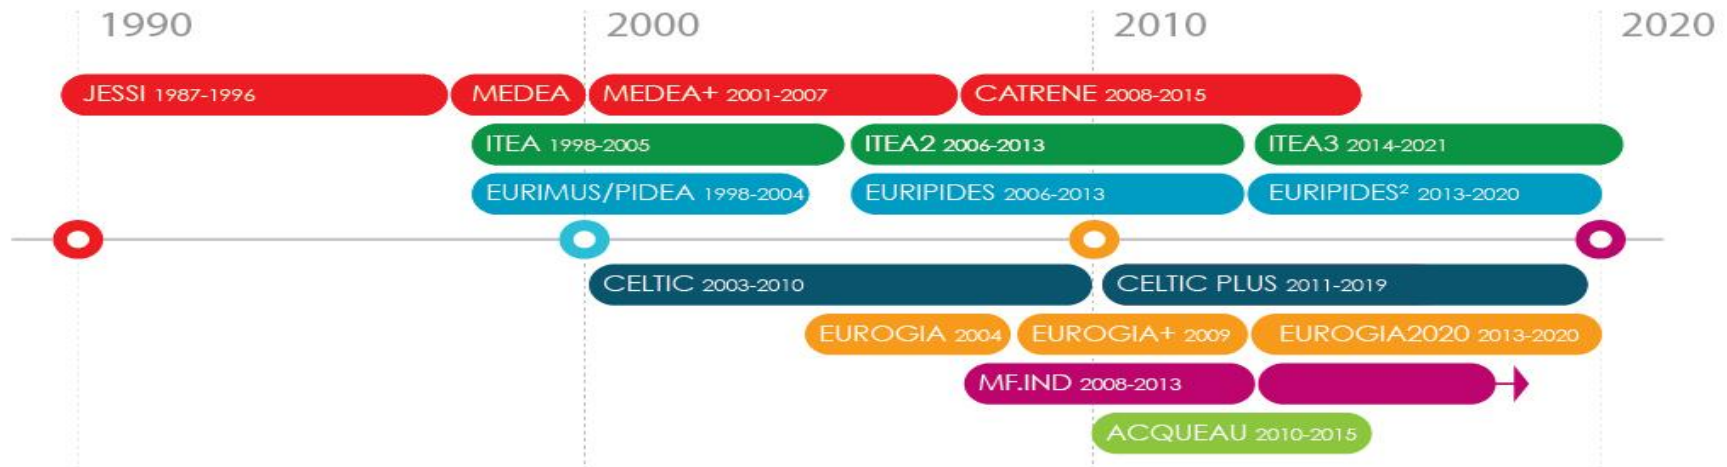 1990 2000 2010 2020
JESSI 1987-1996 MEDEA MEDEA+ 2001-2007 CATRENE 2008-2015
ITEA 1998-2005 ITEA2 2006-2013 ITEA3 2014-2021
EURIMUS/PIDEA 1998-2004 EURIPIDES 2006-2013 EURIPIDES² 2013-2020
CELTIC 2003-2010 CELTIC PLUS 2011-2019
EUROGIA 2004 EUROGIA+ 2009 EUROGIA2020 2013-2020
MF.IND 2008-2013
ACQUEAU 2010-2015